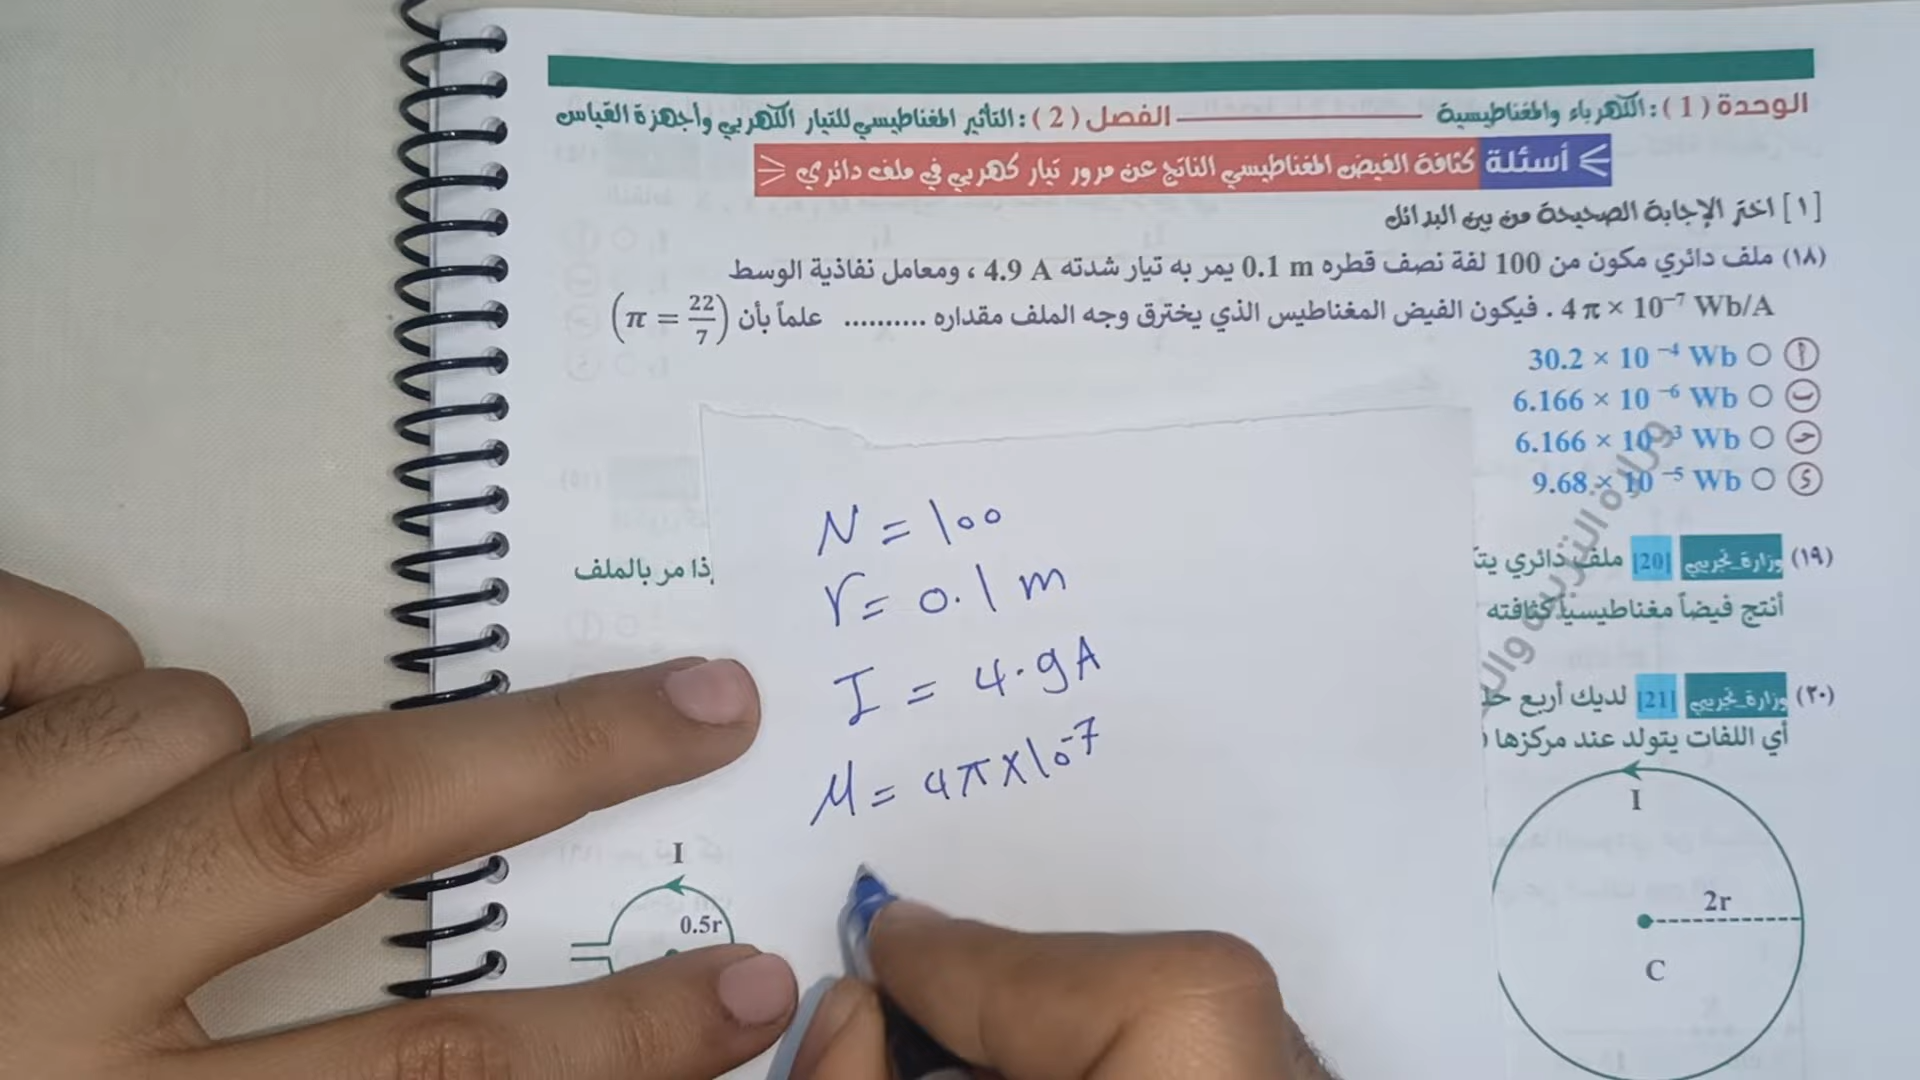 الوحدة ( 1 ) : الكهرباء والمغناطيسية ——— الفصل ( 2 ) : التأثير المغناطيسي للتيار الكهربي وأجهزة القياس
أسئلة كثافة الفيض المغناطيسي الناتج عن مرور تيار كهربي في ملف دائري
[١] اختر الإجابة الصحيحة من بين البدائل
(١٨) ملف دائري مكون من 100 لفة نصف قطره 0.1 m يمر به تيار شدته 4.9 A ، ومعامل نفاذية الوسط
4 π × 10⁻⁷ Wb/A . فيكون الفيض المغناطيس الذي يخترق وجه الملف مقداره .......... علماً بأن (π = 22/7)
أ 30.2 × 10 ⁻⁴ Wb
ب 6.166 × 10 ⁻⁶ Wb
ج 6.166 × 10 ⁻³ Wb
د 9.68 × 10 ⁻⁵ Wb
N = 100
r = 0.1 m
I = 4.9 A
μ = 4π×10⁻⁷
(١٩) وزارة_تجريبي [20] ملف دائري
إذا مر بالملف
أنتج فيضاً مغناطيسياً كثافته
(٢٠) وزارة_تجريبي [21] لديك أربع
أي اللفات يتولد عند مركزها
I
0.5r
I
2r
C
وزارة التربية